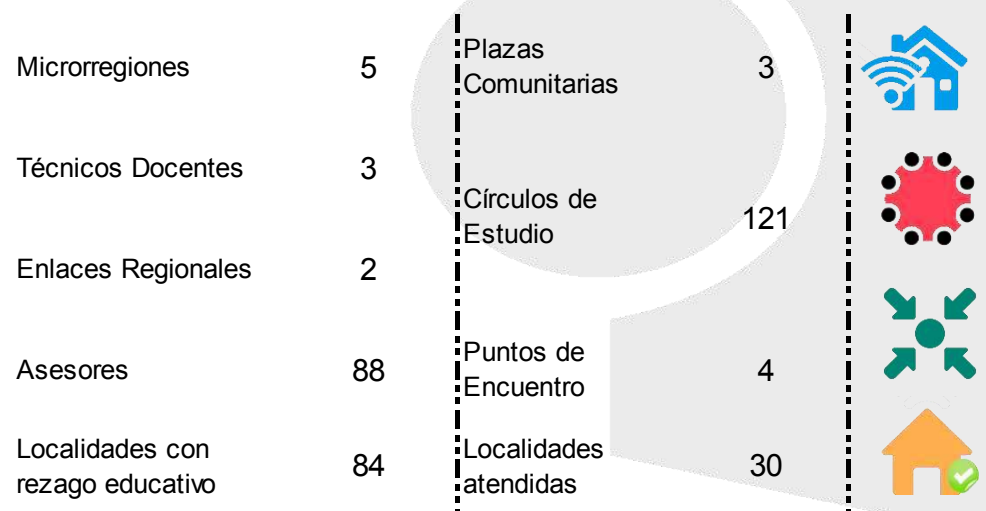 Microrregiones 5
Técnicos Docentes 3
Enlaces Regionales 2
Asesores 88
Localidades con
rezago educativo 84
Plazas
Comunitarias 3
Círculos de
Estudio 121
Puntos de
Encuentro 4
Localidades
atendidas 30